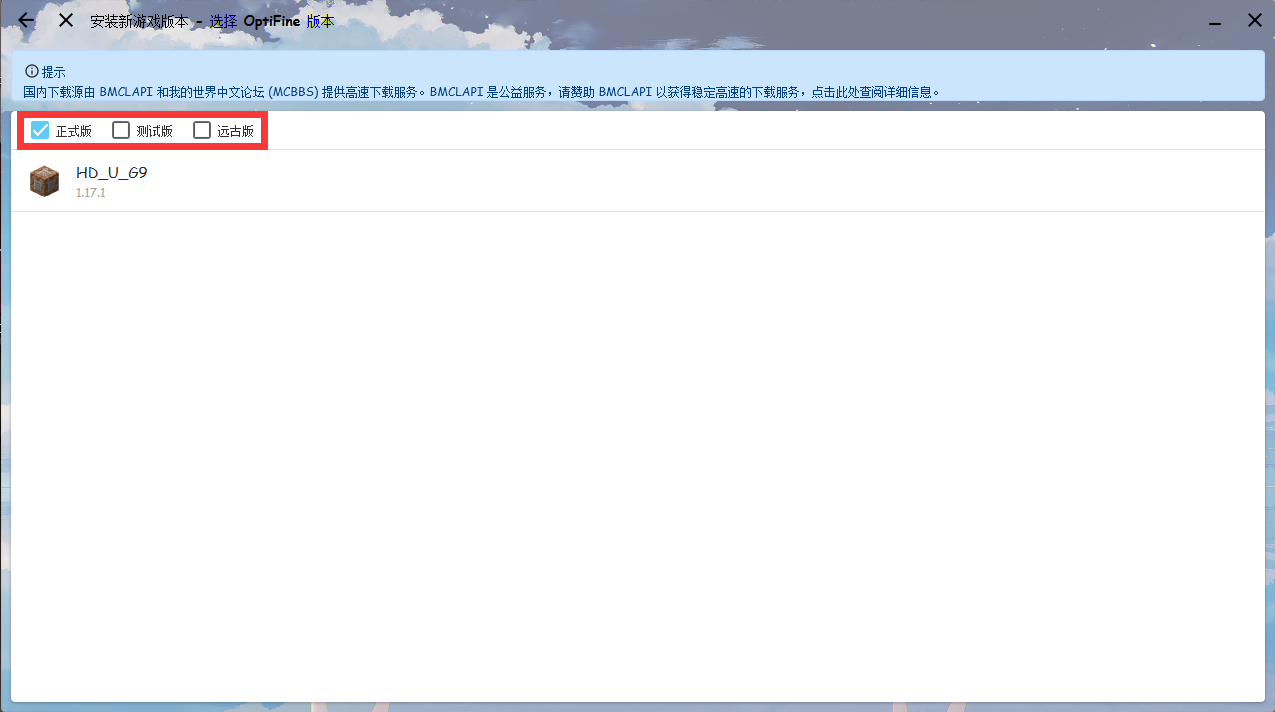 安装新游戏版本 - 选择 OptiFine 版本
提示
国内下载源由 BMCLAPI 和我的世界中文论坛 (MCBBS) 提供高速下载服务。BMCLAPI 是公益服务，请赞助 BMCLAPI 以获得稳定高速的下载服务，点击此处查阅详细信息。
正式版 测试版 远古版
HD_U_G9
1.17.1